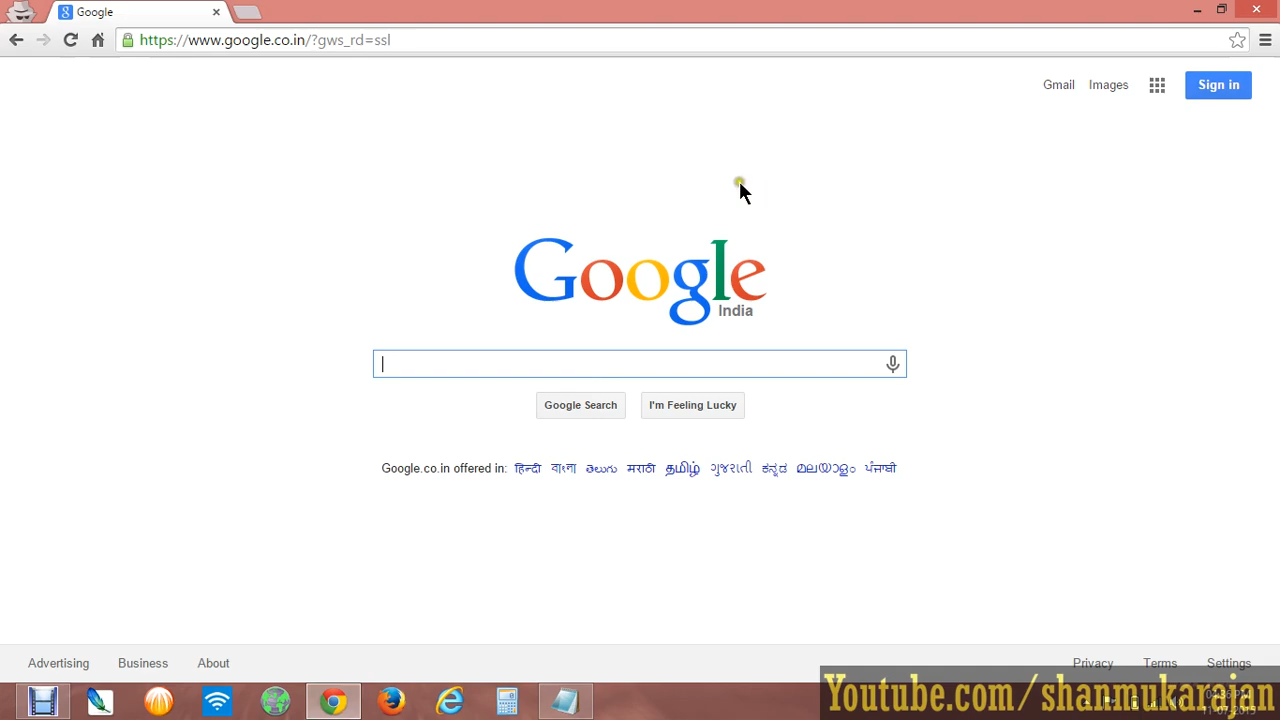 Google
https://www.google.co.in/?gws_rd=ssl
Gmail Images Sign in
Google
India
Google Search I'm Feeling Lucky
Google.co.in offered in: हिन्दी বাংলা తెలుగు मराठी தமிழ் ગુજરાતી ಕನ್ನಡ മലയാളം ਪੰਜਾਬੀ
Advertising Business About Privacy Terms Settings
Youtube.com/shanmukarajan